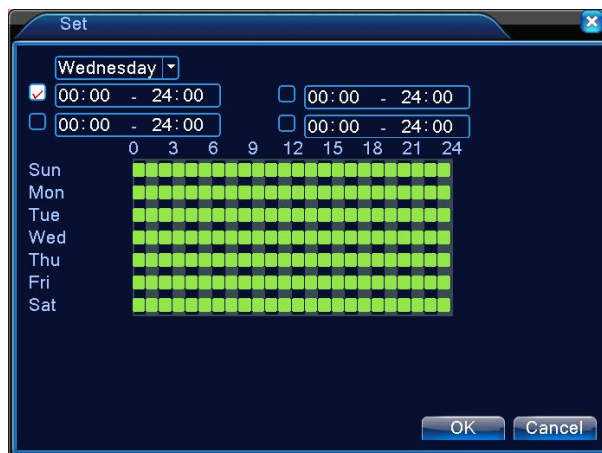 Set
Wednesday
00:00 - 24:00 00:00 - 24:00
00:00 - 24:00 00:00 - 24:00
0 3 6 9 12 15 18 21 24
Sun
Mon
Tue
Wed
Thu
Fri
Sat
OK Cancel